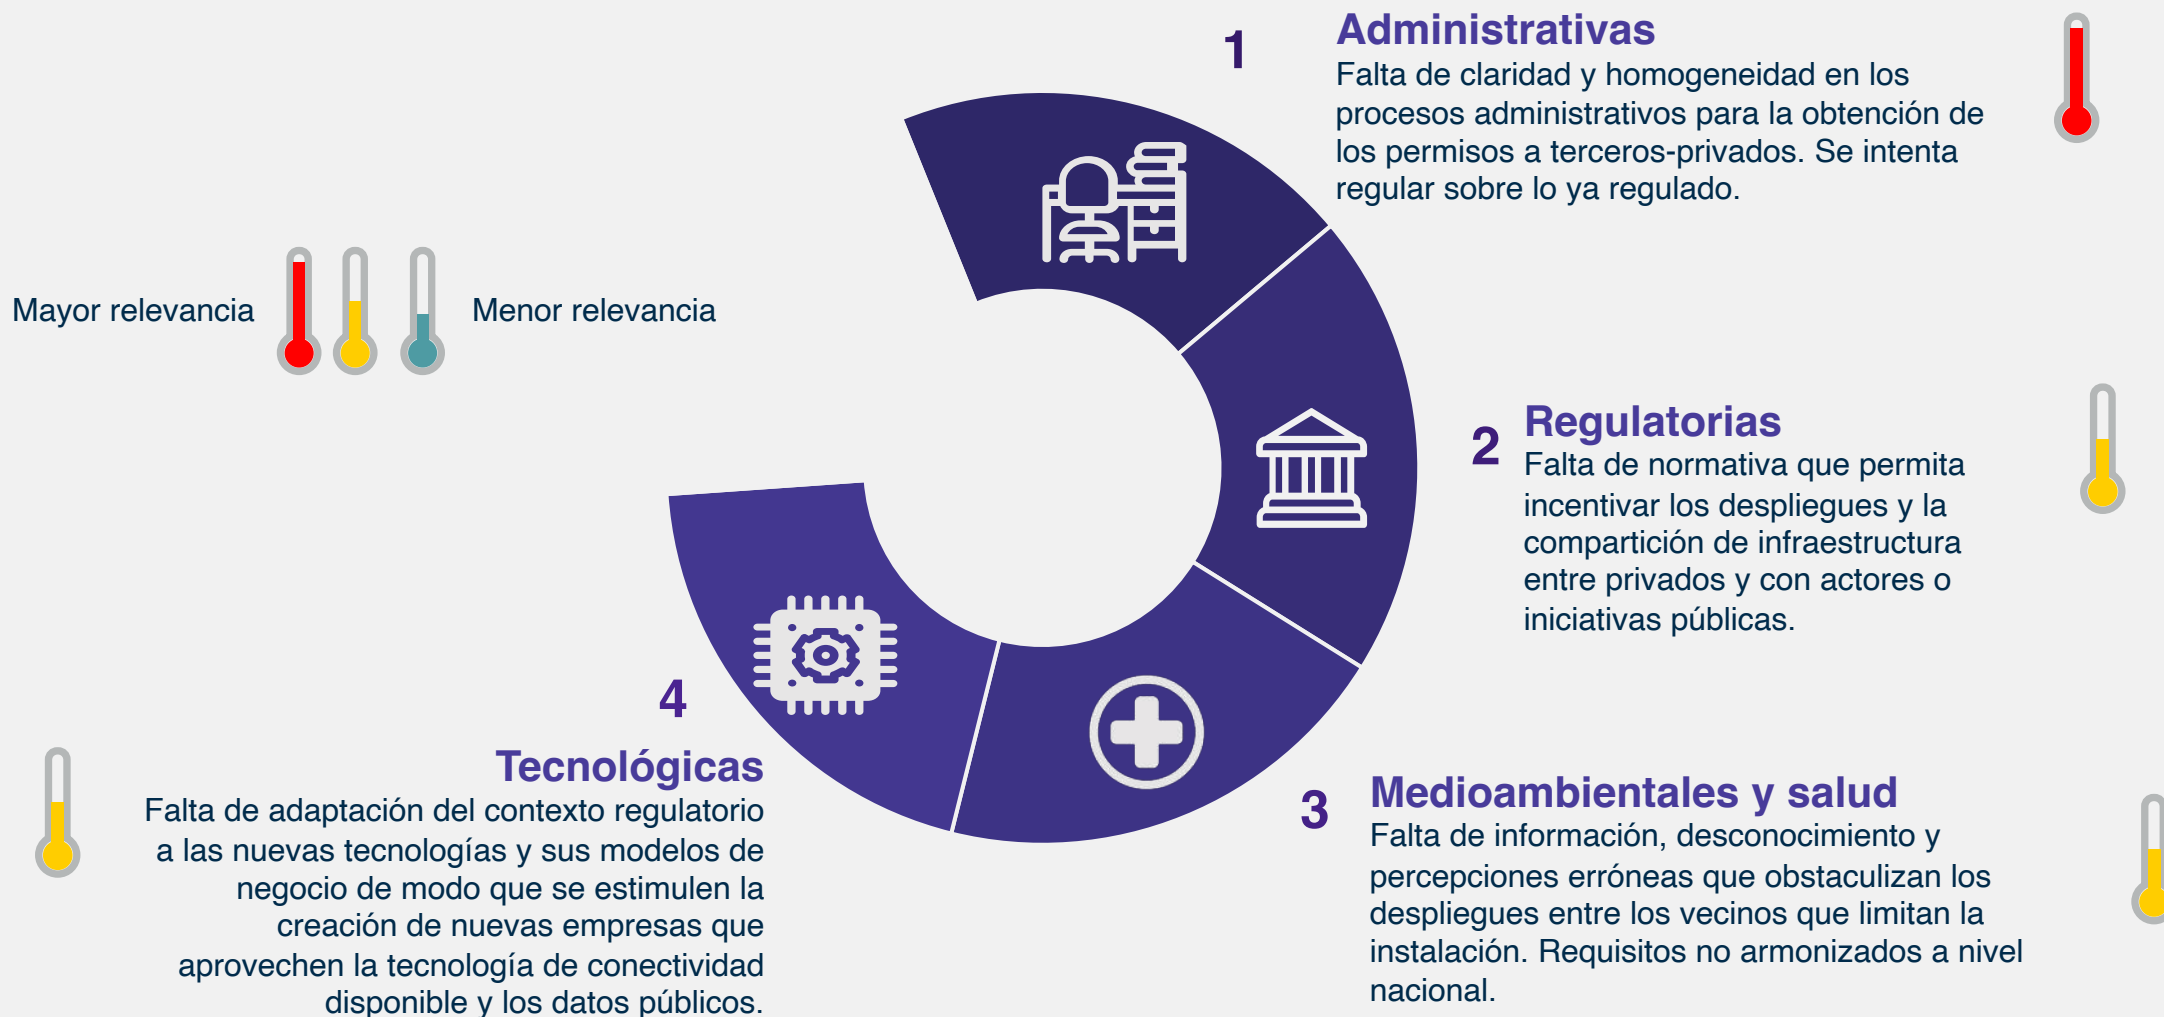 1
Administrativas
Falta de claridad y homogeneidad en los
procesos administrativos para la obtención de
los permisos a terceros-privados. Se intenta
regular sobre lo ya regulado.
Mayor relevancia
Menor relevancia
2
Regulatorias
Falta de normativa que permita
incentivar los despliegues y la
compartición de infraestructura
entre privados y con actores o
iniciativas públicas.
3
Medioambientales y salud
Falta de información, desconocimiento y
percepciones erróneas que obstaculizan los
despliegues entre los vecinos que limitan la
instalación. Requisitos no armonizados a nivel
nacional.
4
Tecnológicas
Falta de adaptación del contexto regulatorio
a las nuevas tecnologías y sus modelos de
negocio de modo que se estimulen la
creación de nuevas empresas que
aprovechen la tecnología de conectividad
disponible y los datos públicos.